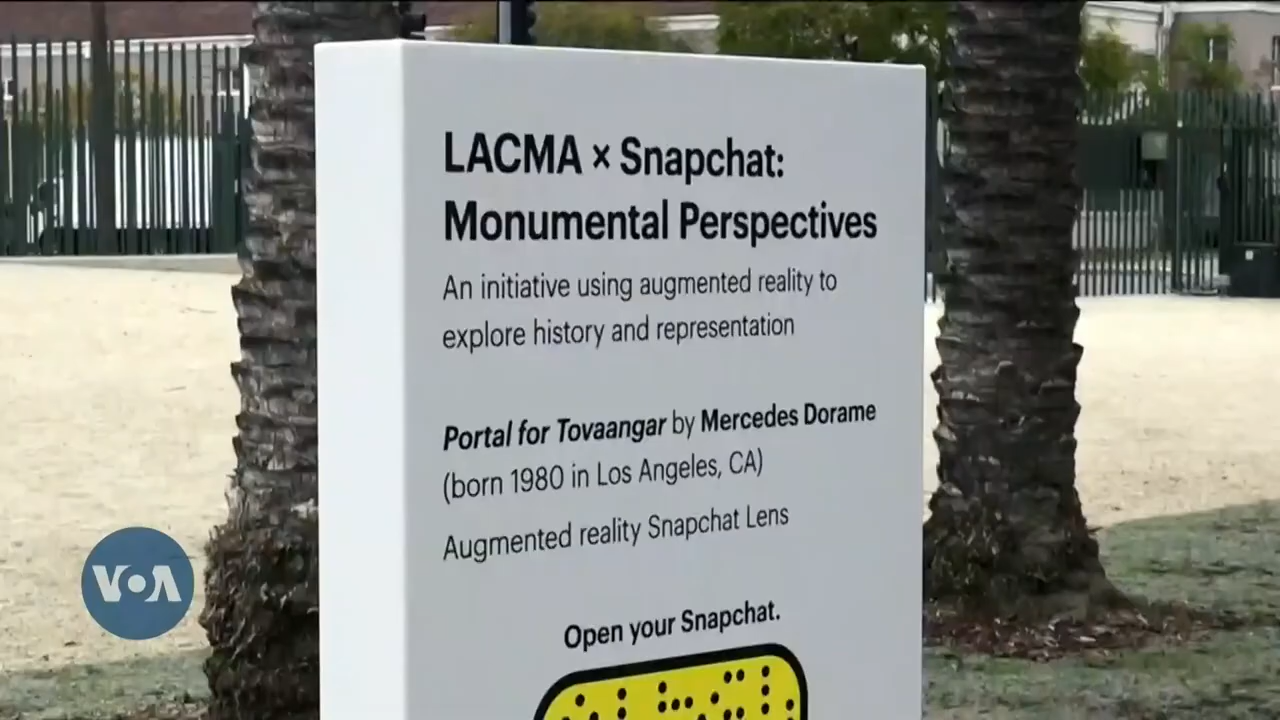 LACMA × Snapchat:
Monumental Perspectives
An initiative using augmented reality to
explore history and representation
Portal for Tovaangar by Mercedes Dorame
(born 1980 in Los Angeles, CA)
Augmented reality Snapchat Lens
Open your Snapchat.
VOA